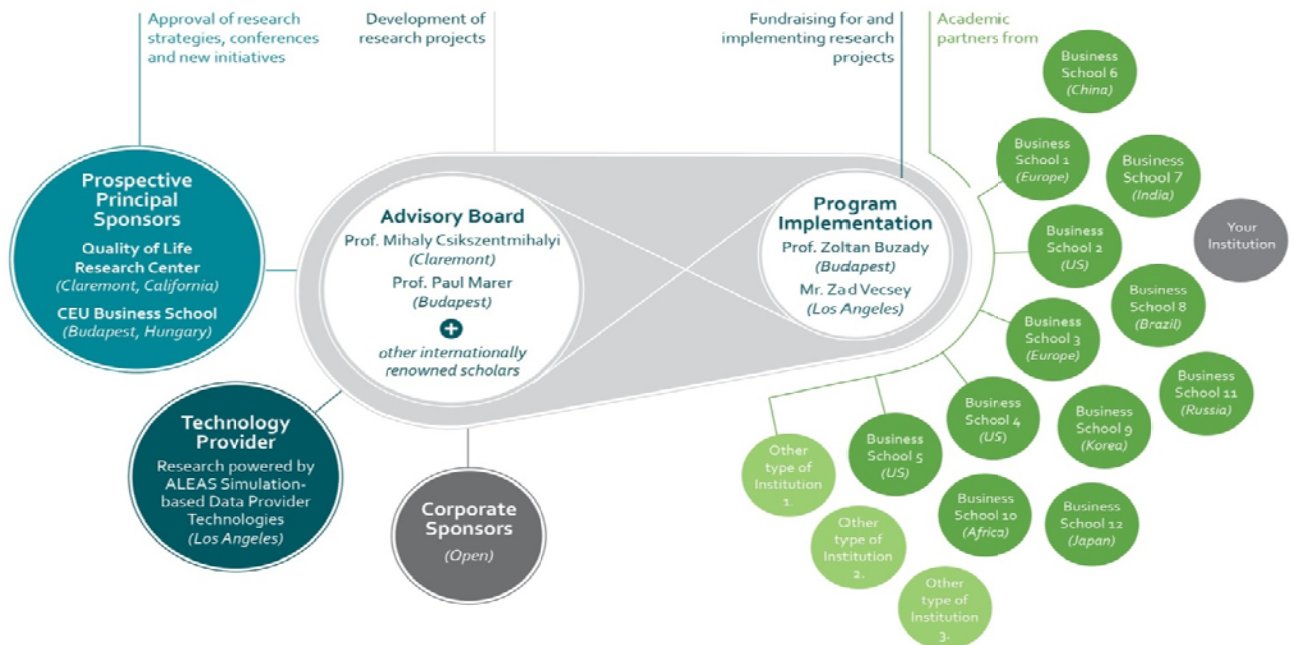 Approval of research
strategies, conferences
and new initiatives
Development of
research projects
Fundraising for and
implementing research
projects
Academic
partners from
Prospective
Principal
Sponsors
Quality of Life
Research Center
(Claremont, California)
CEU Business School
(Budapest, Hungary)
Technology
Provider
Research powered by
ALEAS Simulation-
based Data Provider
Technologies
(Los Angeles)
Advisory Board
Prof. Mihaly Csikszentmihalyi
(Claremont)
Prof. Paul Marer
(Budapest)
+
other internationally
renowned scholars
Corporate
Sponsors
(Open)
Program
Implementation
Prof. Zoltan Buzady
(Budapest)
Mr. Zad Vecsey
(Los Angeles)
Business
School 6
(China)
Business
School 1
(Europe)
Business
School 7
(India)
Your
Institution
Business
School 2
(US)
Business
School 8
(Brazil)
Business
School 3
(Europe)
Business
School 11
(Russia)
Business
School 4
(US)
Business
School 9
(Korea)
Business
School 5
(US)
Other
type of
Institution
1.
Business
School 10
(Africa)
Business
School 12
(Japan)
Other
type of
Institution
2.
Other
type of
Institution
3.